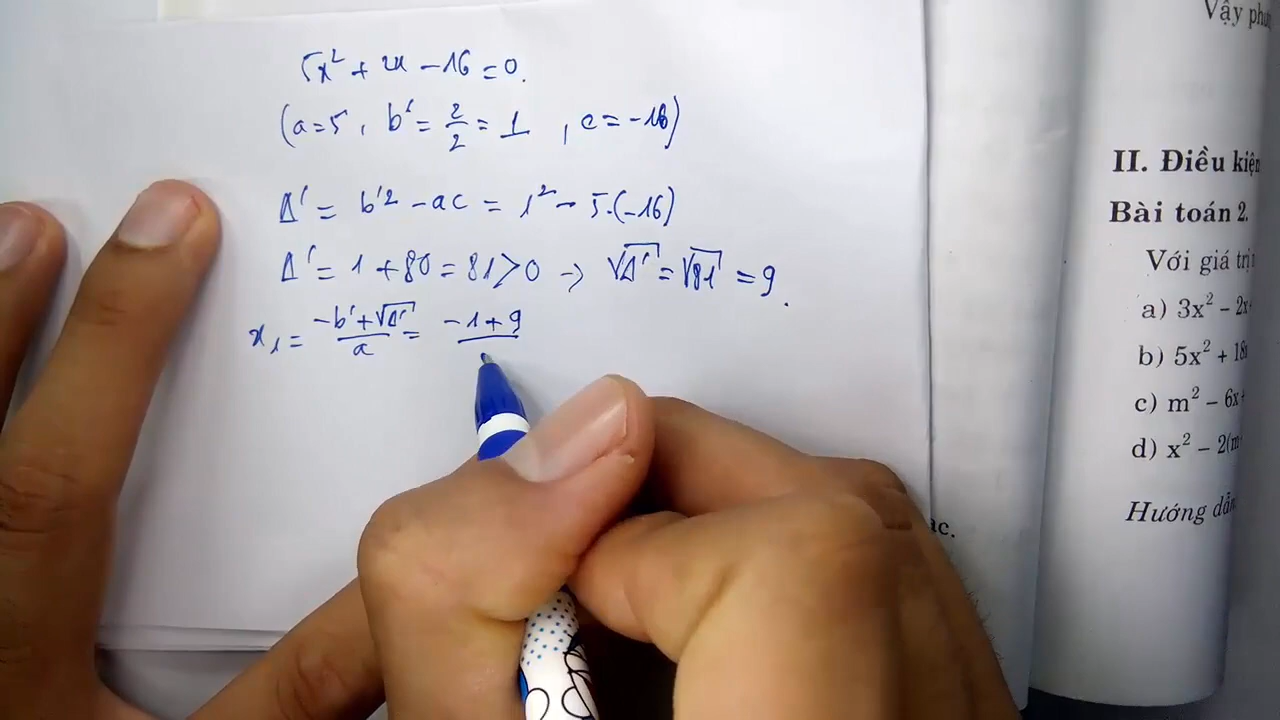 5x² + 2x - 16 = 0.
(a = 5, b' = 2/2 = 1, c = -16)
Δ' = b'2 - ac = 1² - 5.(-16)
Δ' = 1 + 80 = 81 > 0 → √Δ' = √81 = 9.
x₁ = (-b' + √Δ')/a = (-1 + 9)/
ac.
Vậy
II. Điều kiện
Bài toán 2.
Với giá trị
a) 3x² - 2x
b) 5x² + 18x
c) m² - 6x
d) x² - 2(m
Hướng dẫn